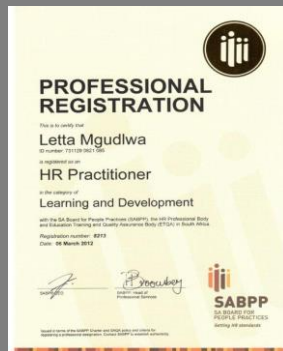 PROFESSIONAL
REGISTRATION
This is to certify that
Letta Mgudlwa
is registered as an
HR Practitioner
in the category of
Learning and Development
with the SA Board for People Practices (SABPP), the HR Professional Body
and Education Training and Quality Assurance Body (ETQA) in South Africa
Registration number: 6213
Date: 06 March 2012
Professional Services
SABPP
SA BOARD FOR
PEOPLE PRACTICES
Setting HR standards